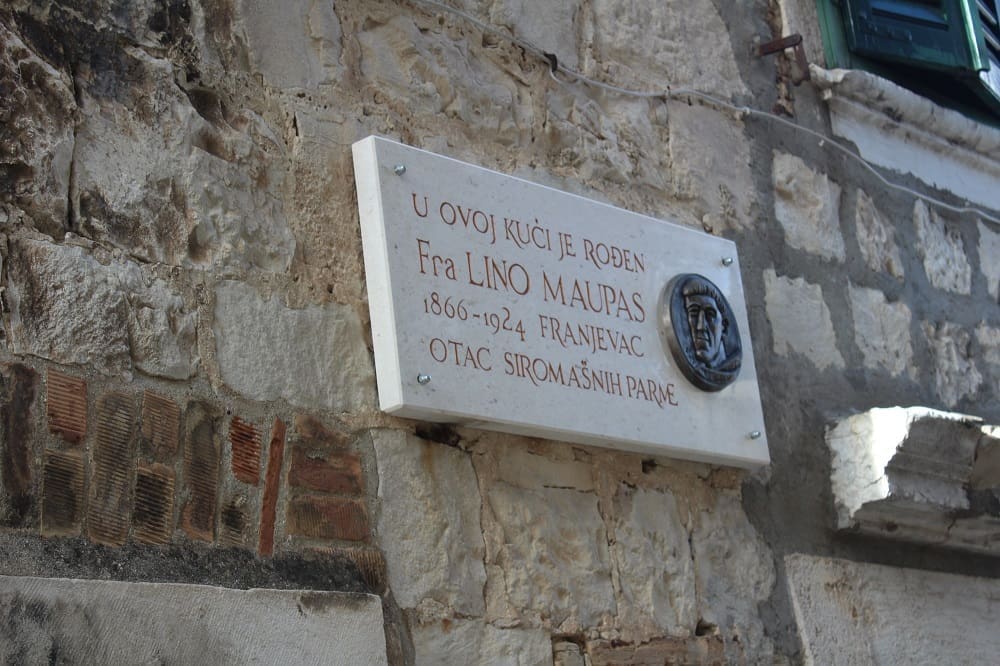 U OVOJ KUĆI JE ROĐEN
Fra LINO MAUPAS
1866-1924 FRANJEVAC
OTAC SIROMAŠNIH PARME